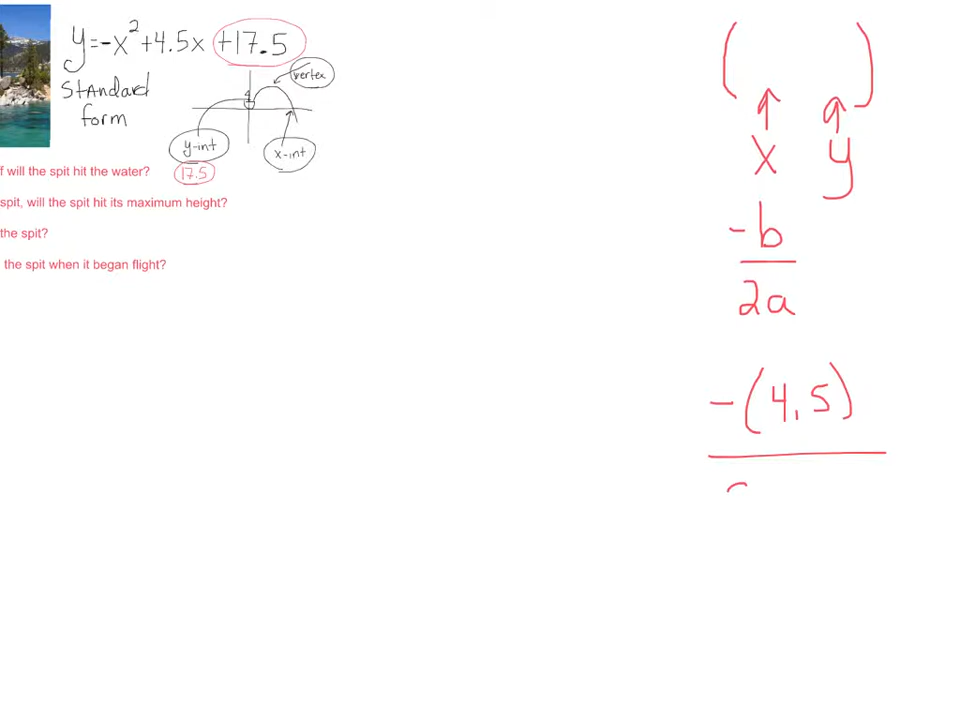 y=-x²+4.5x +17.5
Standard
form
vertex
y-int
x-int
17.5
f will the spit hit the water?
spit, will the spit hit its maximum height?
the spit?
the spit when it began flight?
( )
x y
-b
2a
-(4.5)